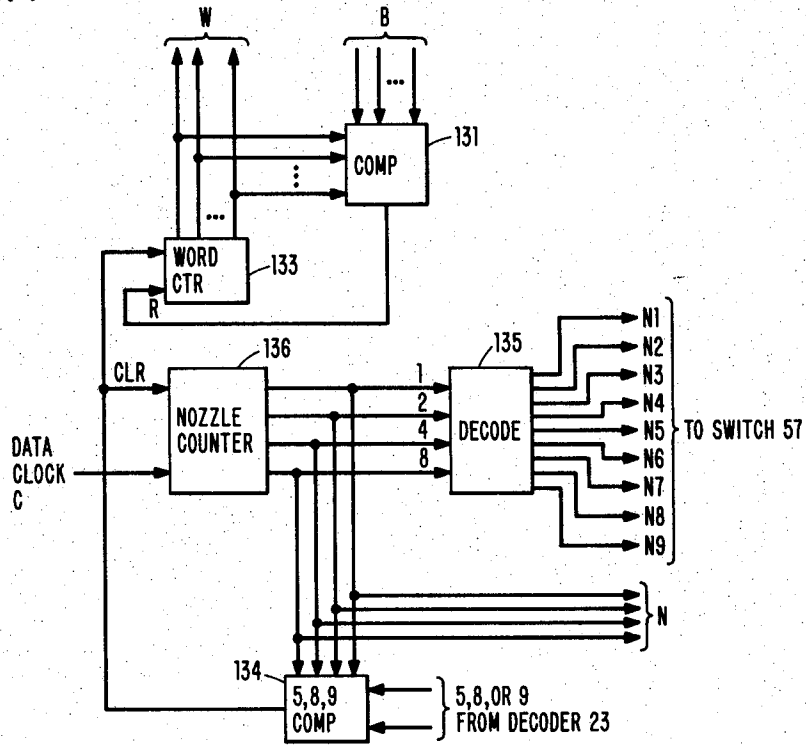 W
B
...
COMP
131
...
...
WORD
CTR
133
R
CLR
136
NOZZLE
COUNTER
DATA
CLOCK
C
1
2
4
8
135
DECODE
N1
N2
N3
N4
N5
N6
N7
N8
N9
TO SWITCH 57
N
134
5,8,9
COMP
5,8,OR 9
FROM DECODER 23